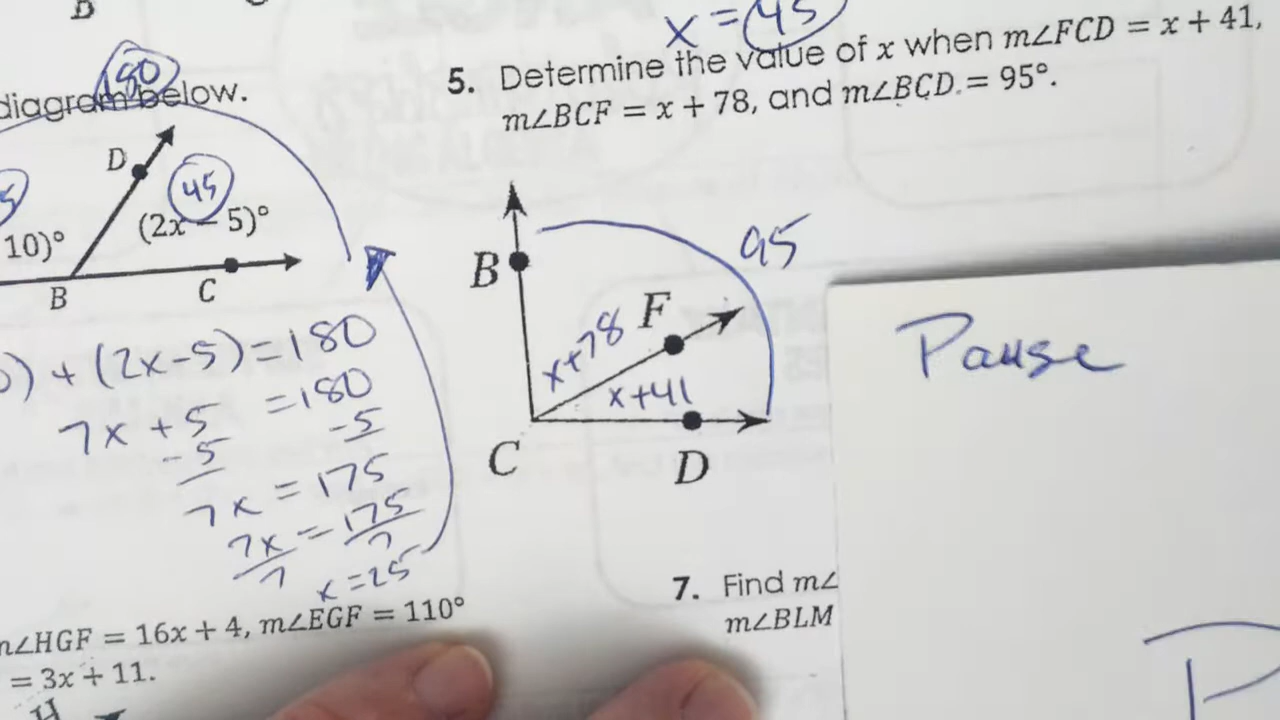 B
x = 45
180
diagram below.
D
45
10)°
(2x - 5)°
B
C
) + (2x-5) = 180
7x + 5 = 180
-5 -5
7x = 175
7x = 175
7 7
x = 25
m∠HGF = 16x + 4, m∠EGF = 110°
= 3x + 11.
H
5. Determine the value of x when m∠FCD = x + 41,
m∠BCF = x + 78, and m∠BCD = 95°.
95
B
F
x+78
x+41
C
D
Pause
7. Find m∠
m∠BLM